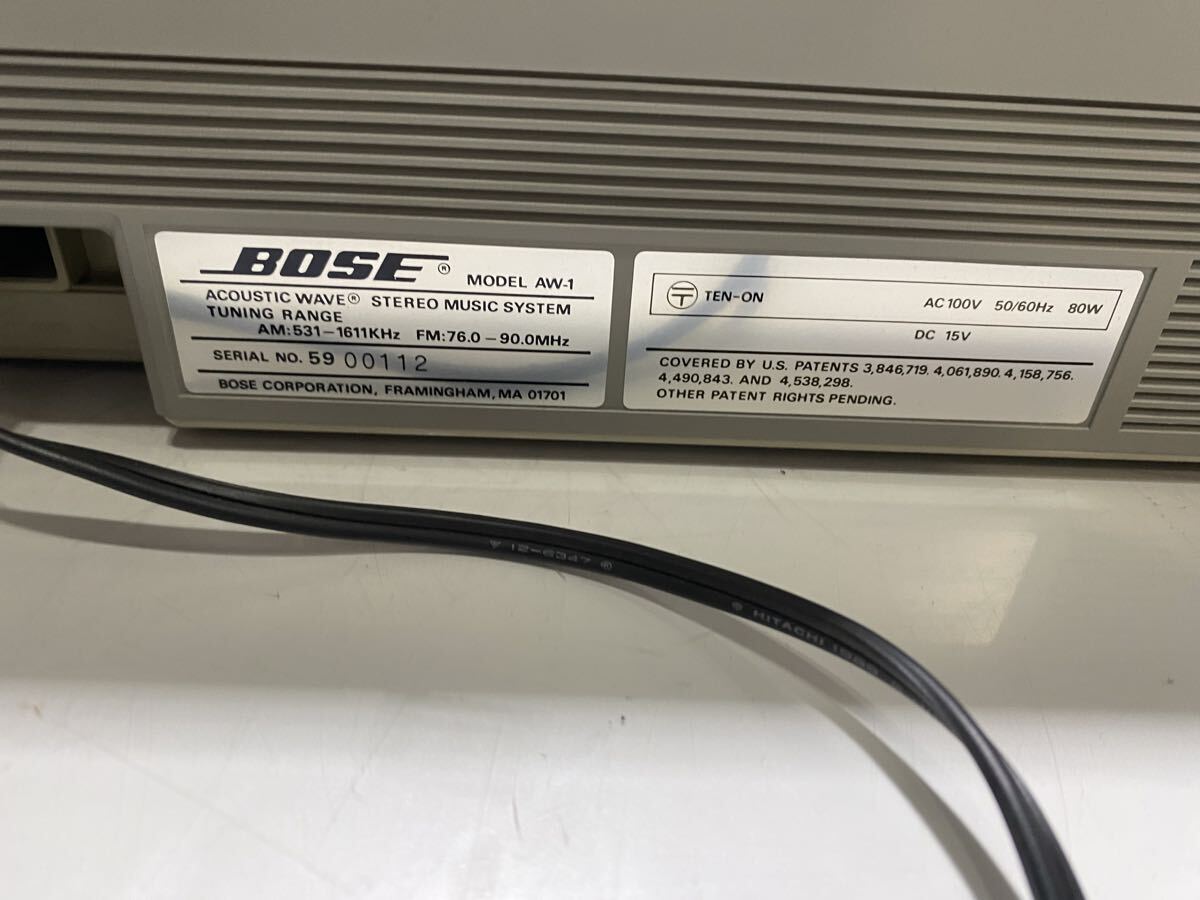 BOSE® MODEL AW-1
ACOUSTIC WAVE® STEREO MUSIC SYSTEM
TUNING RANGE
AM:531-1611KHz FM:76.0-90.0MHz
SERIAL NO. 59 00112
BOSE CORPORATION, FRAMINGHAM, MA 01701
TEN-ON AC100V 50/60Hz 80W
DC 15V
COVERED BY U.S. PATENTS 3,846,719. 4,061,890. 4,158,756.
4,490,843. AND 4,538,298.
OTHER PATENT RIGHTS PENDING.
12-6347
HITACHI